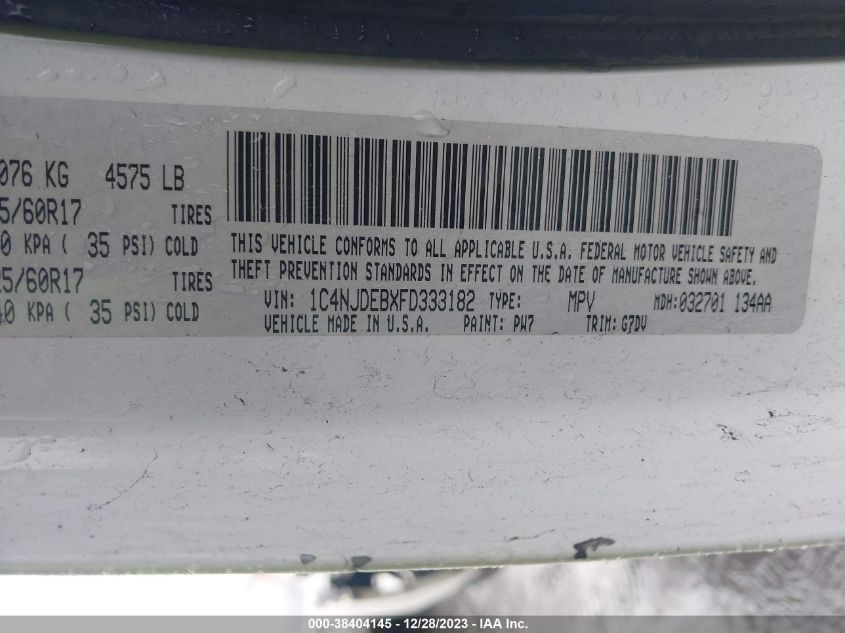 076 KG 4575 LB
5/60R17 TIRES
0 KPA ( 35 PSI) COLD
5/60R17 TIRES
40 KPA ( 35 PSI) COLD
THIS VEHICLE CONFORMS TO ALL APPLICABLE U.S.A. FEDERAL MOTOR VEHICLE SAFETY AND
THEFT PREVENTION STANDARDS IN EFFECT ON THE DATE OF MANUFACTURE SHOWN ABOVE.
VIN: 1C4NJDEBXFD333182 TYPE: MPV MDH:032701 134AA
VEHICLE MADE IN U.S.A. PAINT: PW7 TRIM: G7DV
000-38404145 - 12/28/2023 - IAA Inc.